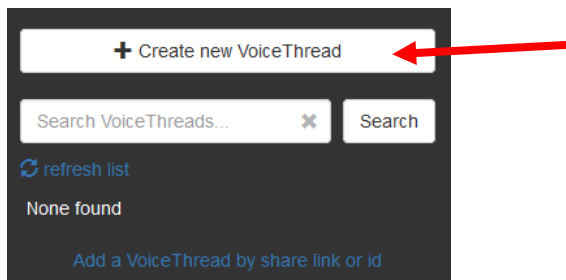 Create new VoiceThread
Search VoiceThreads...
Search
refresh list
None found
Add a VoiceThread by share link or id